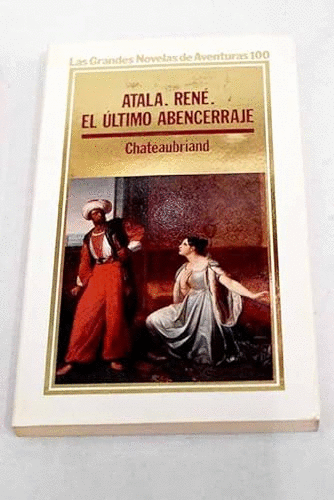 Las Grandes Novelas de Aventuras 100
ATALA. RENÉ.
EL ÚLTIMO ABENCERRAJE
Chateaubriand